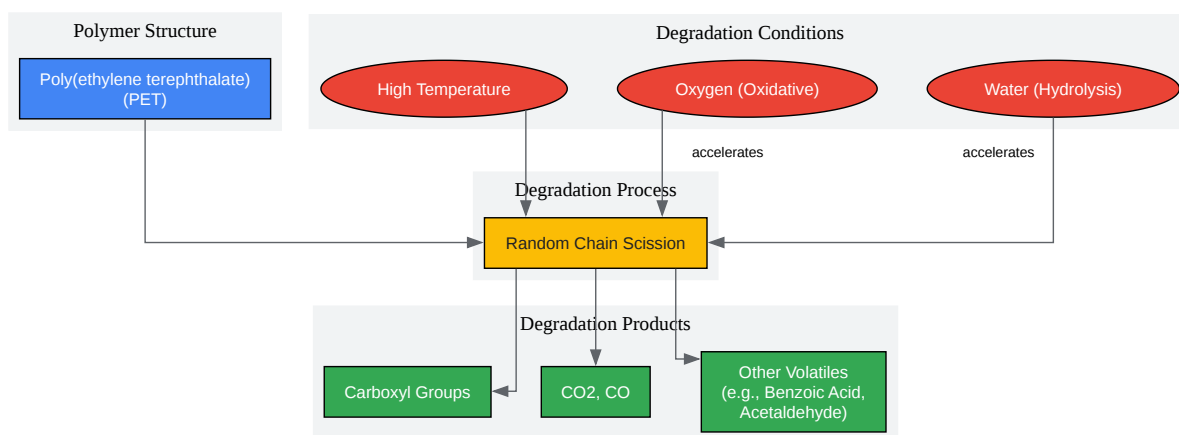 Polymer Structure
Poly(ethylene terephthalate)
(PET)
Degradation Conditions
High Temperature
Oxygen (Oxidative)
Water (Hydrolysis)
accelerates
accelerates
Degradation Process
Random Chain Scission
Degradation Products
Carboxyl Groups
CO2, CO
Other Volatiles
(e.g., Benzoic Acid,
Acetaldehyde)